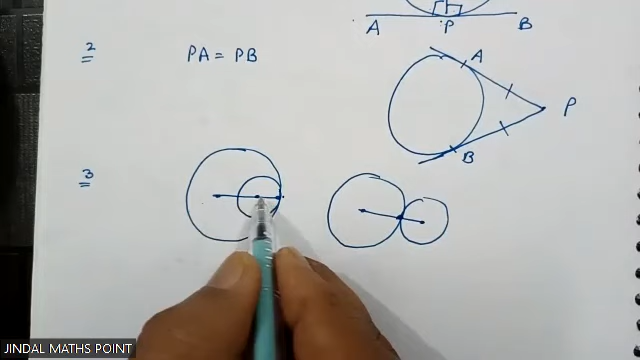 A P B
2 PA = PB
A
P
B
3
JINDAL MATHS POINT